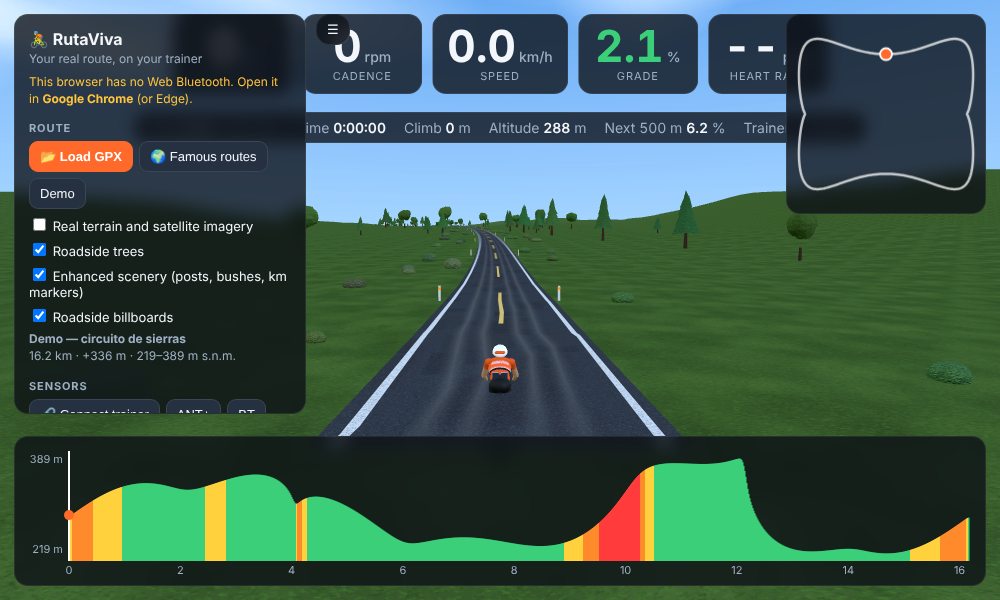 🚴 RutaViva
Your real route, on your trainer
This browser has no Web Bluetooth. Open it
in Google Chrome (or Edge).
ROUTE
📂 Load GPX
🌍 Famous routes
Demo
Real terrain and satellite imagery
Roadside trees
Enhanced scenery (posts, bushes, km
markers)
Roadside billboards
Demo — circuito de sierras
16.2 km · +336 m · 219–389 m s.n.m.
SENSORS
🔗 Connect trainer
ANT+
BT
☰
0 rpm
CADENCE
0.0 km/h
SPEED
2.1 %
GRADE
--
HEART RA
ime 0:00:00 Climb 0 m Altitude 288 m Next 500 m 6.2 % Traine
389 m
219 m
0 2 4 6 8 10 12 14 16